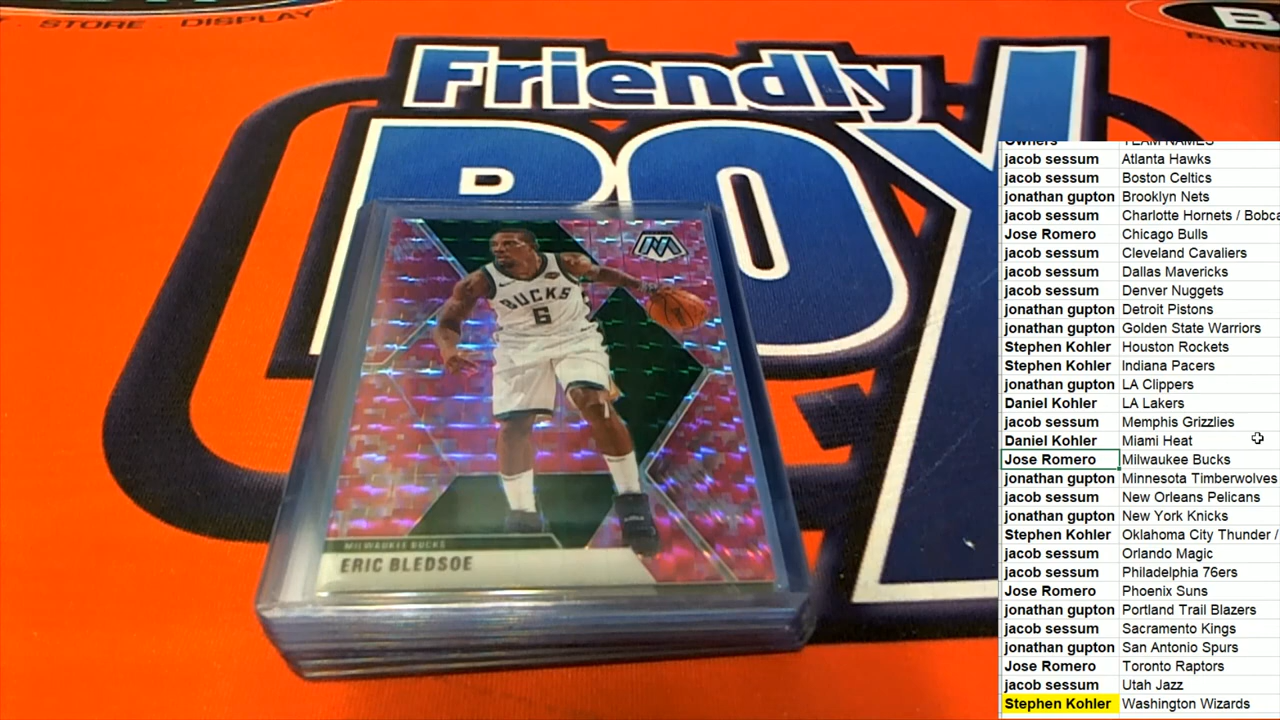 STORE DISPLAY
B
Friendly
BOX
BUCKS
6
M
MILWAUKEE BUCKS
ERIC BLEDSOE
Owners TEAM NAMES
jacob sessum Atlanta Hawks
jacob sessum Boston Celtics
jonathan gupton Brooklyn Nets
jacob sessum Charlotte Hornets / Bobca
Jose Romero Chicago Bulls
jacob sessum Cleveland Cavaliers
jacob sessum Dallas Mavericks
jacob sessum Denver Nuggets
jonathan gupton Detroit Pistons
jonathan gupton Golden State Warriors
Stephen Kohler Houston Rockets
Stephen Kohler Indiana Pacers
jonathan gupton LA Clippers
Daniel Kohler LA Lakers
jacob sessum Memphis Grizzlies
Daniel Kohler Miami Heat
Jose Romero Milwaukee Bucks
jonathan gupton Minnesota Timberwolves
jacob sessum New Orleans Pelicans
jonathan gupton New York Knicks
Stephen Kohler Oklahoma City Thunder /
jacob sessum Orlando Magic
jacob sessum Philadelphia 76ers
Jose Romero Phoenix Suns
jonathan gupton Portland Trail Blazers
jacob sessum Sacramento Kings
jonathan gupton San Antonio Spurs
Jose Romero Toronto Raptors
jacob sessum Utah Jazz
Stephen Kohler Washington Wizards